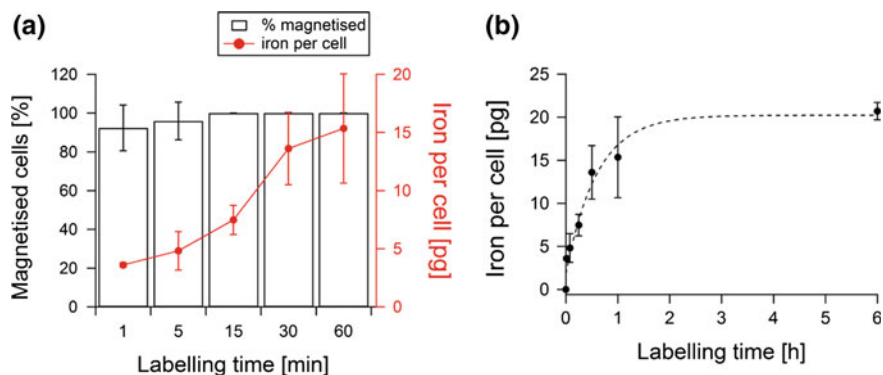 (a)
% magnetised
iron per cell
120
100
80
60
40
20
0
Magnetised cells [%]
20
15
10
5
0
Iron per cell [pg]
1 5 15 30 60
Labelling time [min]
(b)
25
20
15
10
5
0
Iron per cell [pg]
0 1 2 3 4 5 6
Labelling time [h]